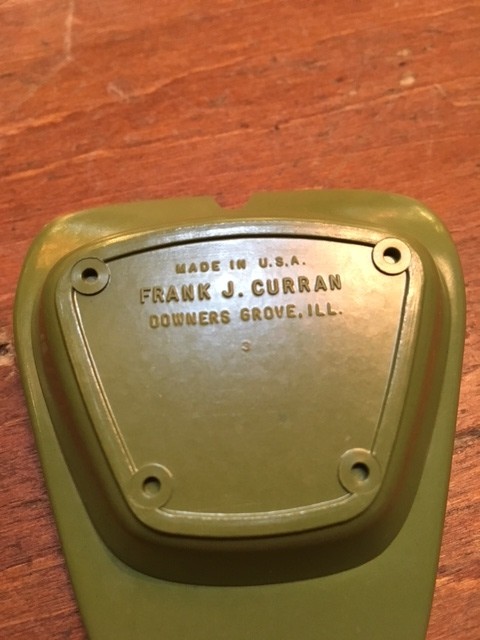 MADE IN U.S.A.
FRANK J. CURRAN
DOWNERS GROVE, ILL.
3